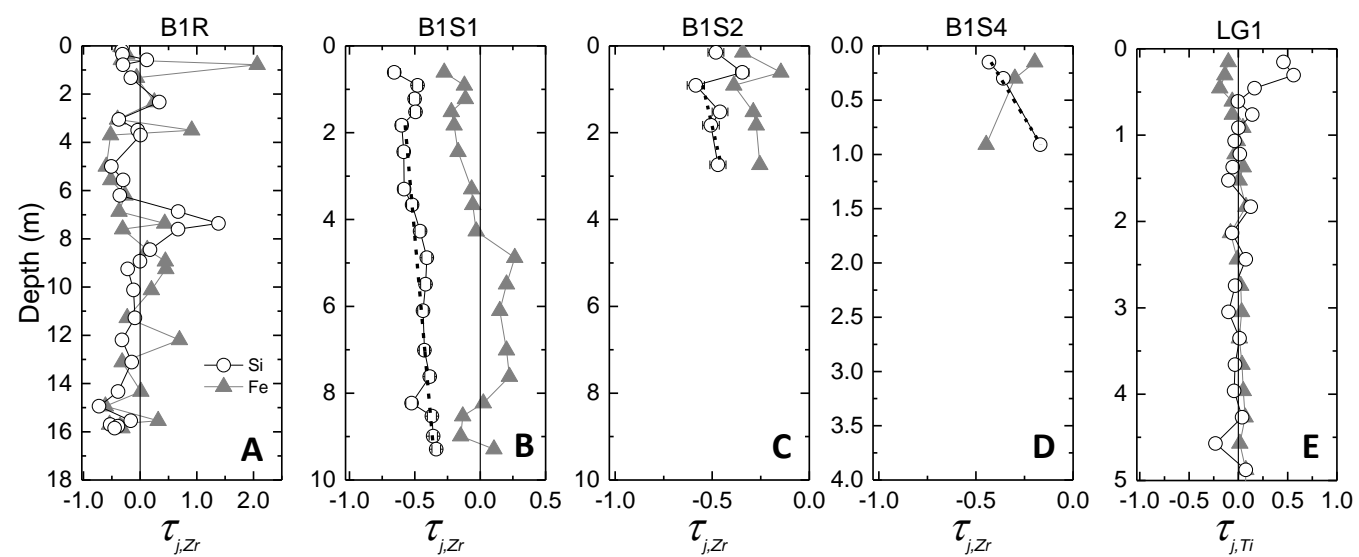 B1R
B1S1
B1S2
B1S4
LG1
Depth (m)
0
2
4
6
8
10
12
14
16
18
-1.0 0.0 1.0 2.0
Si
Fe
A
τj,Zr
0
2
4
6
8
10
-1.0 -0.5 0.0 0.5
B
τj,Zr
0
2
4
6
8
10
-1.0 -0.5 0.0
C
τj,Zr
0.0
0.5
1.0
1.5
2.0
2.5
3.0
3.5
4.0
-1.0 -0.5 0.0
D
τj,Zr
0
1
2
3
4
5
-1.0 -0.5 0.0 0.5 1.0
E
τj,Ti